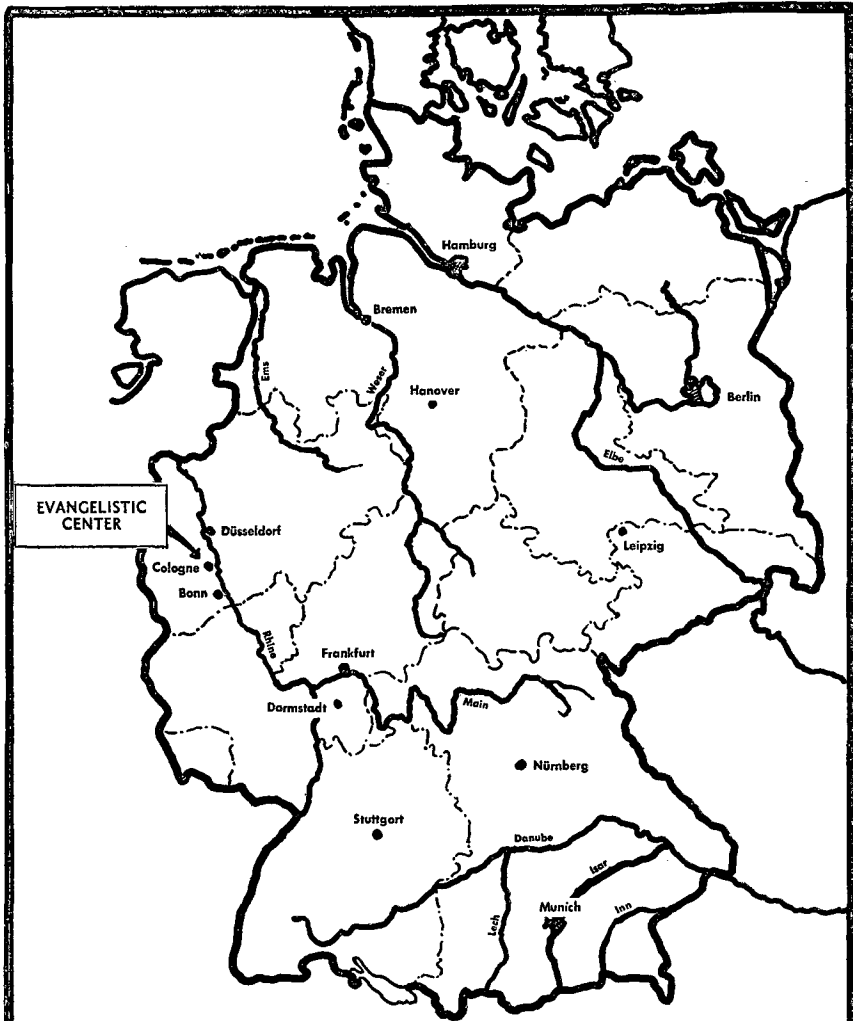 Hamburg
Bremen
Ems
Weser
Hanover
Berlin
Elbe
EVANGELISTIC
CENTER
Düsseldorf
Leipzig
Cologne
Bonn
Rhine
Frankfurt
Darmstadt
Main
Nürnberg
Stuttgart
Danube
Isar
Munich
Inn
Lech